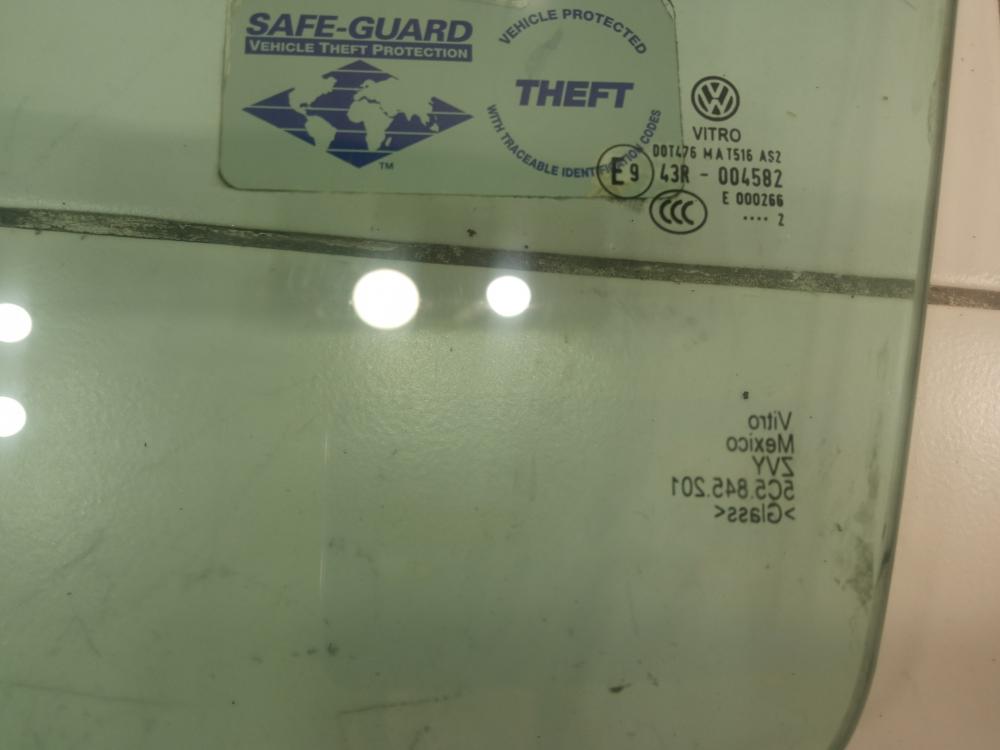 SAFE-GUARD
VEHICLE THEFT PROTECTION
TM
VEHICLE PROTECTED
THEFT
WITH TRACEABLE IDENTIFICATION CODES
VITRO
DOT476 MAT516 AS2
E9 43R - 004582
E 000266
CCC
.... 2
Vitro
Mexico
ZVY
5C5.845.201
>Glass<